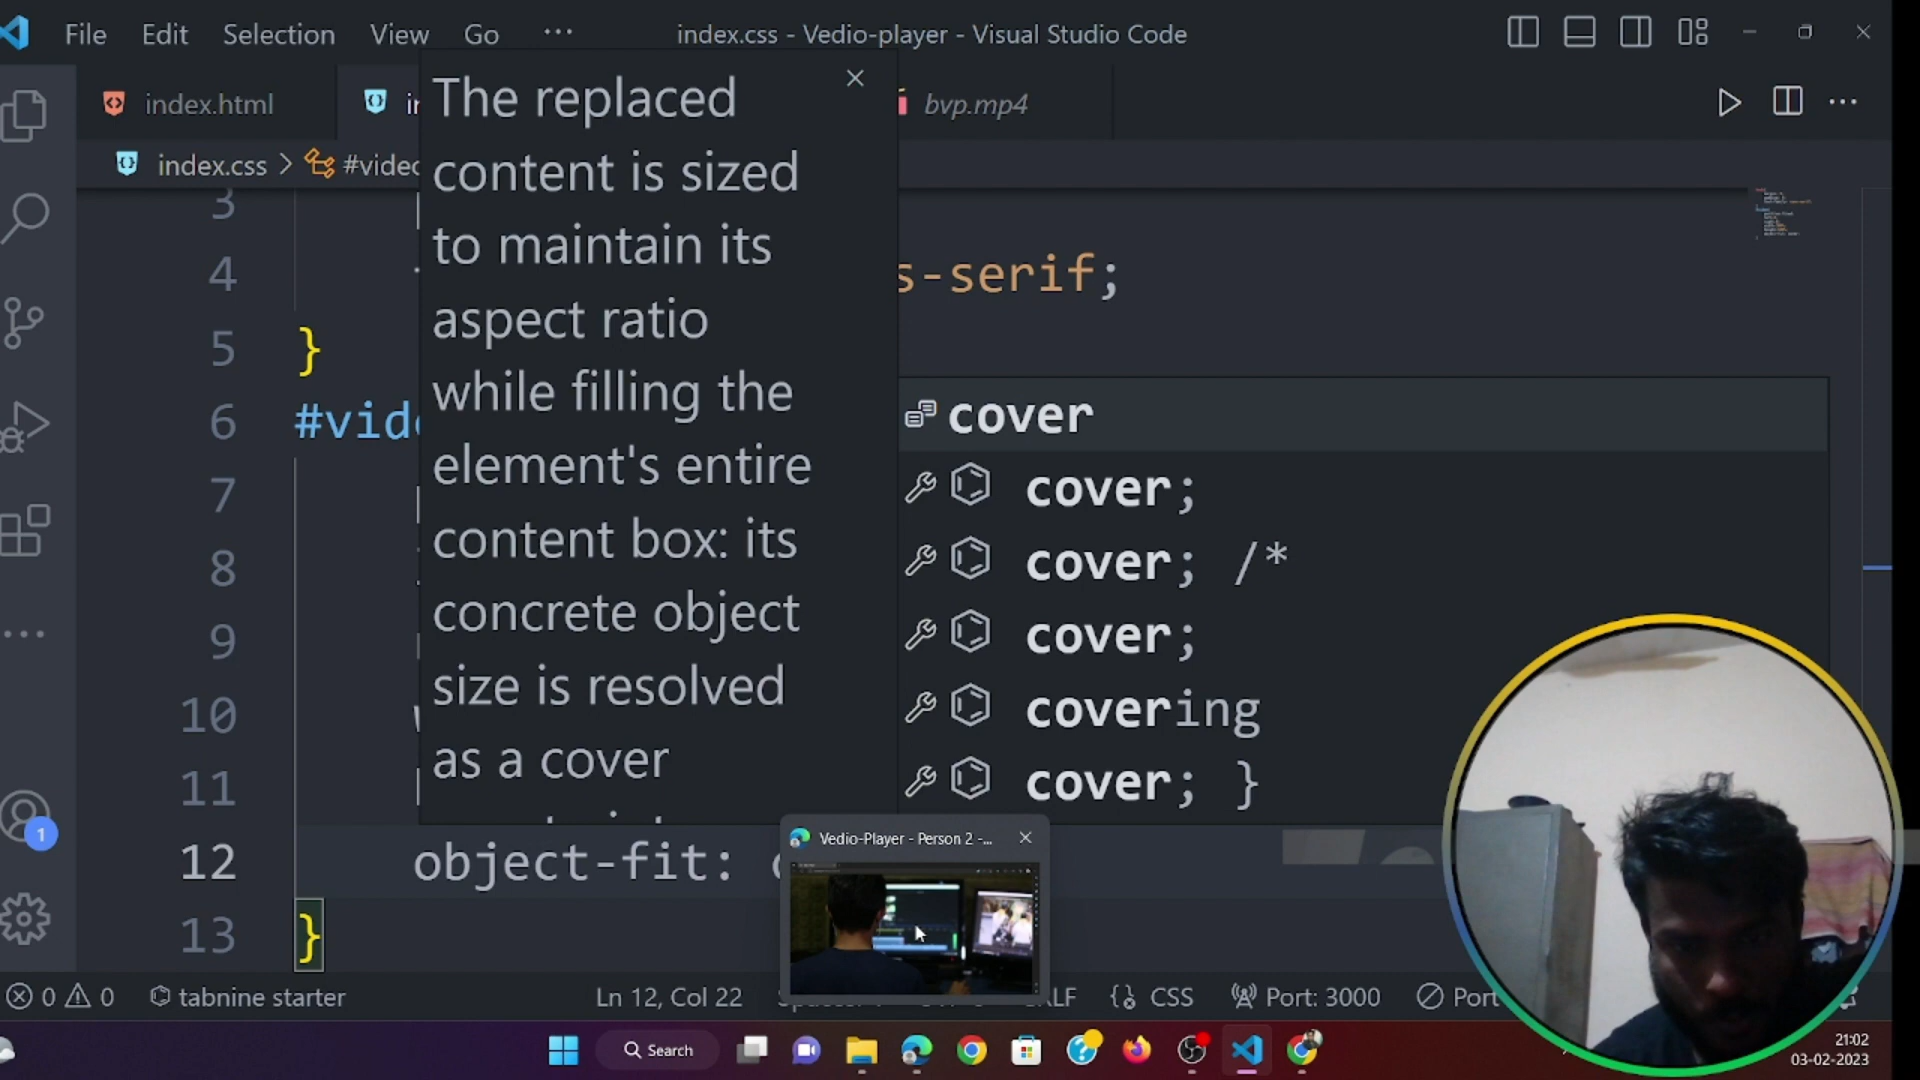 File Edit Selection View Go ··· index.css - Vedio-player - Visual Studio Code
index.html
bvp.mp4
index.css > #video
The replaced
content is sized
to maintain its
aspect ratio
while filling the
element's entire
content box: its
concrete object
size is resolved
as a cover
3
4 s-serif;
5 }
6 #vide
7
8
9
10
11
12 object-fit:
13 }
cover
cover;
cover; /*
cover;
covering
cover; }
Vedio-Player - Person 2 -...
1
0 0 tabnine starter Ln 12, Col 22 {} CSS Port: 3000 Port
Search
21:02
03-02-2023